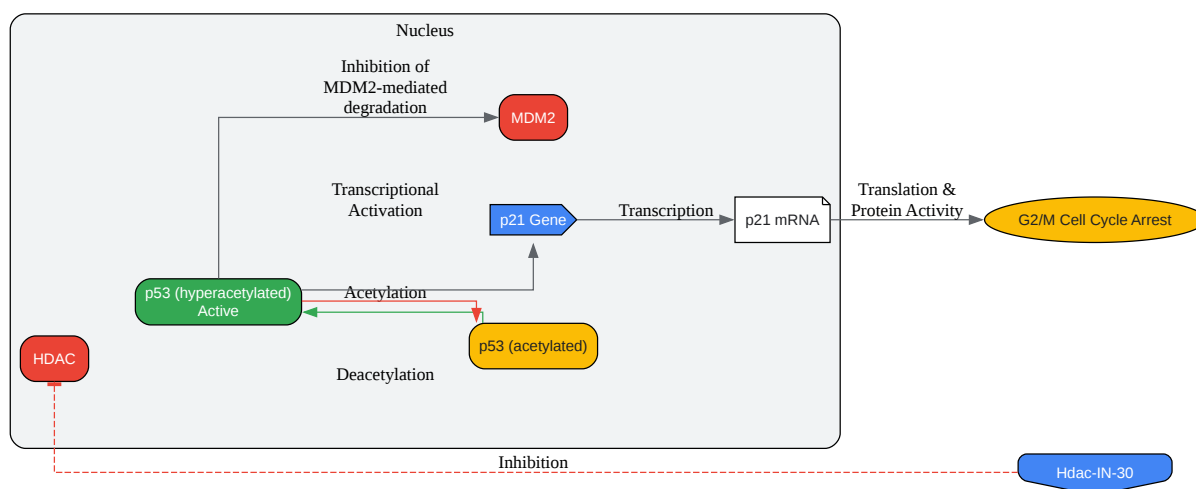 Nucleus
Inhibition of
MDM2-mediated
degradation
MDM2
Transcriptional
Activation
p21 Gene
Transcription
p21 mRNA
Translation &
Protein Activity
G2/M Cell Cycle Arrest
p53 (hyperacetylated)
Active
Acetylation
p53 (acetylated)
HDAC
Deacetylation
Inhibition
Hdac-IN-30